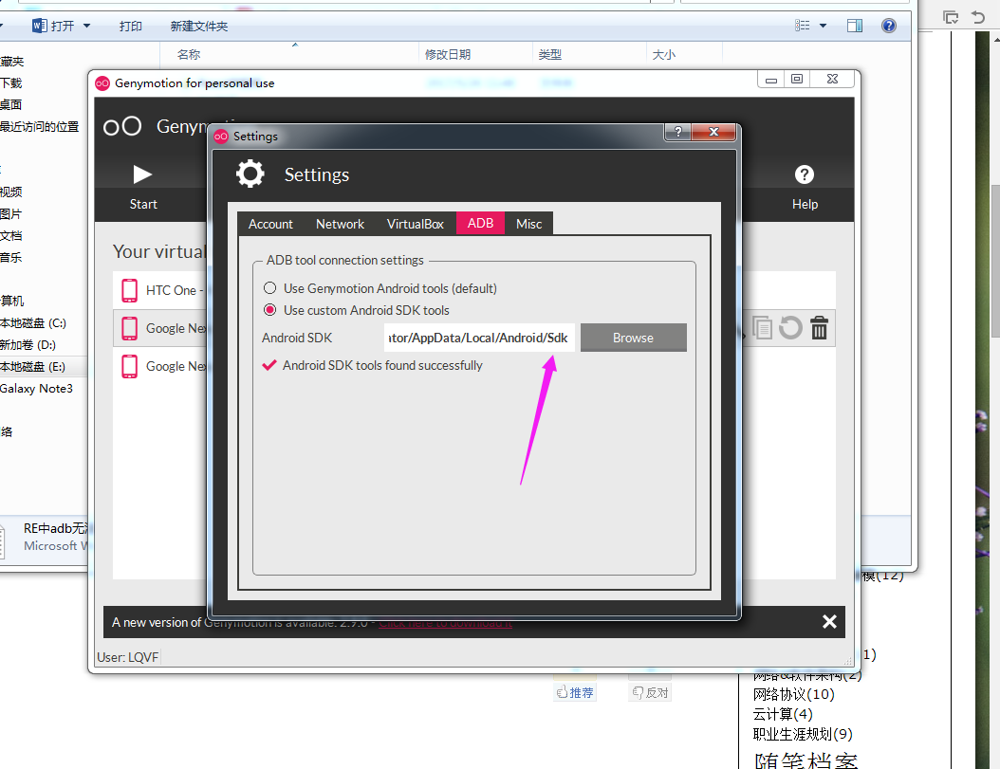 打开 打印 新建文件夹
名称 修改日期 类型 大小
藏夹
下载
桌面
最近访问的位置
视频
图片
文档
音乐
算机
本地磁盘 (C:)
新加卷 (D:)
本地磁盘 (E:)
Galaxy Note3
络
RE中adb无
Microsoft W
Genymotion for personal use
Start
Help
Your virtual
HTC One -
Google Nex
Google Nex
Settings
Settings
Account Network VirtualBox ADB Misc
ADB tool connection settings
Use Genymotion Android tools (default)
Use custom Android SDK tools
Android SDK ator/AppData/Local/Android/Sdk Browse
Android SDK tools found successfully
A new version of Genymotion is available: 2.9.0 - Click here to download it
User: LQVF
推荐 反对
模(12)
1)
网络&软件架构(2)
网络协议(10)
云计算(4)
职业生涯规划(9)
随笔档案